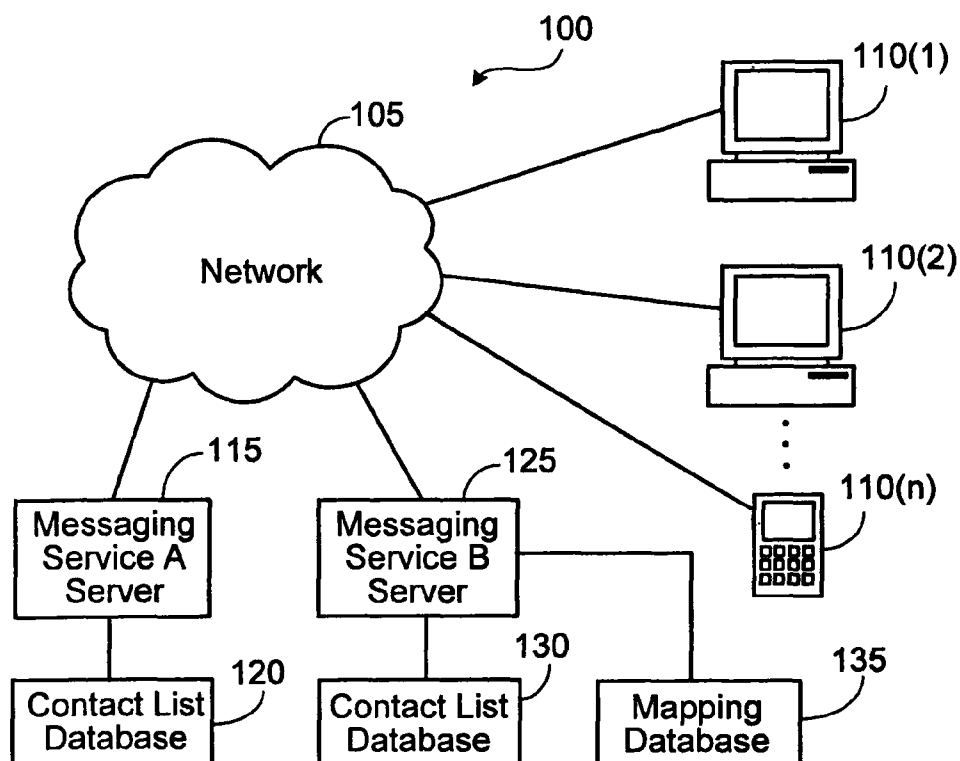 100
110(1)
105
Network
110(2)
115
125
110(n)
Messaging
Service A
Server
Messaging
Service B
Server
120
130
135
Contact List
Database
Contact List
Database
Mapping
Database